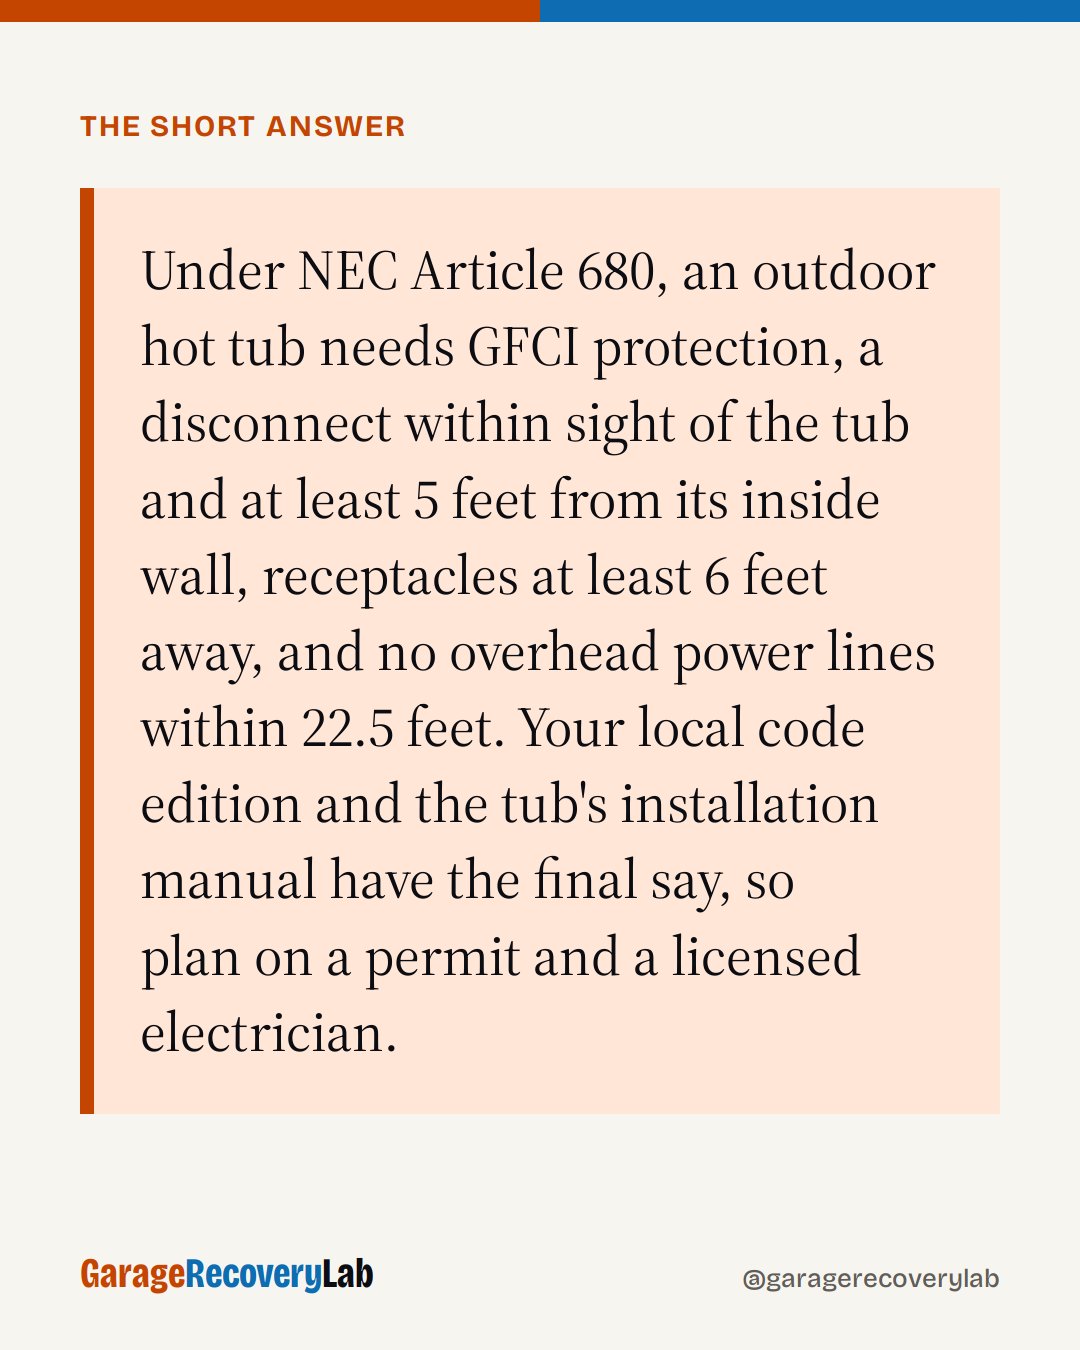 THE SHORT ANSWER
Under NEC Article 680, an outdoor
hot tub needs GFCI protection, a
disconnect within sight of the tub
and at least 5 feet from its inside
wall, receptacles at least 6 feet
away, and no overhead power lines
within 22.5 feet. Your local code
edition and the tub's installation
manual have the final say, so
plan on a permit and a licensed
electrician.
GarageRecoveryLab
@garagerecoverylab